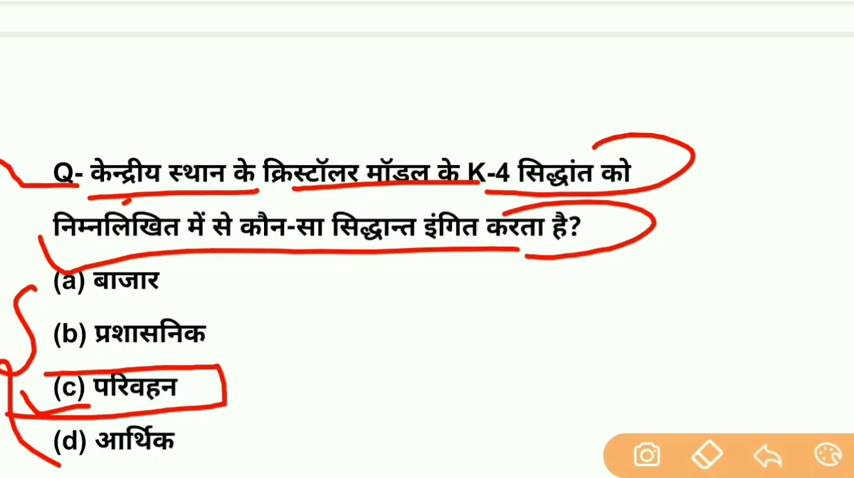 Q- केन्द्रीय स्थान के क्रिस्टॉलर मॉडल के K-4 सिद्धांत को
निम्नलिखित में से कौन-सा सिद्धान्त इंगित करता है?
(a) बाजार
(b) प्रशासनिक
(c) परिवहन
(d) आर्थिक